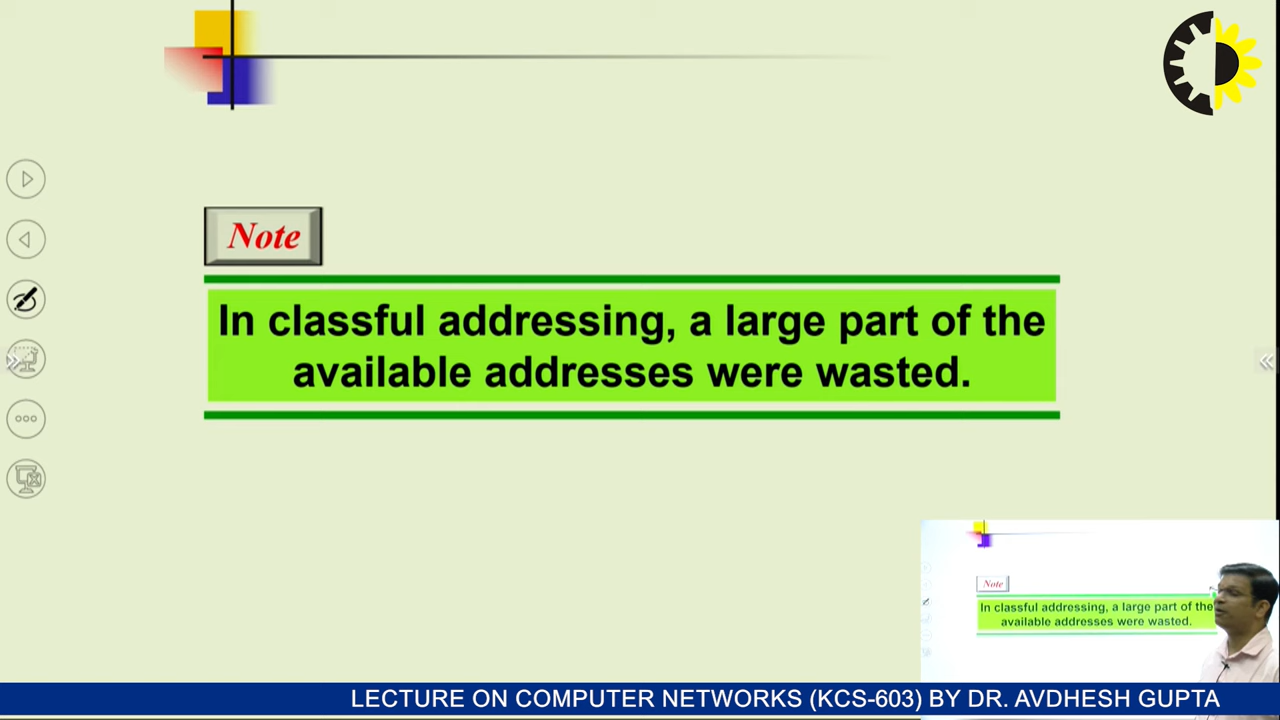 Note
In classful addressing, a large part of the
available addresses were wasted.
Note
In classful addressing, a large part of the
available addresses were wasted.
LECTURE ON COMPUTER NETWORKS (KCS-603) BY DR. AVDHESH GUPTA